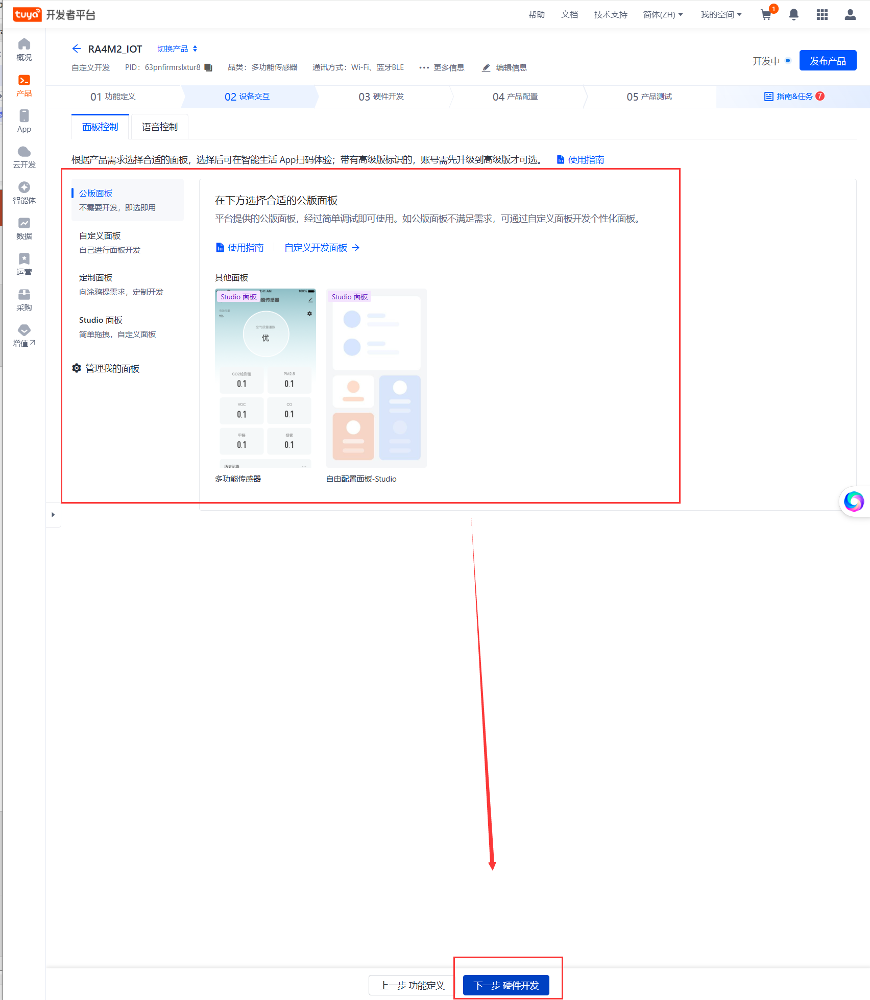 tuya 开发者平台
帮助 文档 技术支持 简体(ZH) 我的空间 1
概况
产品
App
云开发
智能体
数据
运营
采购
增值
RA4M2_IOT 切换产品
自定义开发 PID：63pnfirmrslxtur8 品类：多功能传感器 通讯方式：Wi-Fi、蓝牙BLE 更多信息 编辑信息
开发中 发布产品
01 功能定义 02 设备交互 03 硬件开发 04 产品配置 05 产品测试 指南&任务 7
面板控制 语音控制
根据产品需求选择合适的面板，选择后可在智能生活 App扫码体验；带有高级版标识的，账号需先升级到高级版才可选。 使用指南
公版面板
不需要开发，即选即用
自定义面板
自己进行面板开发
定制面板
向涂鸦提需求，定制开发
Studio 面板
简单拖拽，自定义面板
管理我的面板
在下方选择合适的公版面板
平台提供的公版面板，经过简单调试即可使用。如公版面板不满足需求，可通过自定义面板开发个性化面板。
使用指南 自定义开发面板
其他面板
:41 AM 100%
Studio 面板 能传感器
1%
优
CO2检测值 PM2.5
0.1 0.1
VOC CO
0.1 0.1
甲醛 烟雾
0.1 0.1
历史记录
多功能传感器
Studio 面板
自由配置面板-Studio
上一步 功能定义 下一步 硬件开发